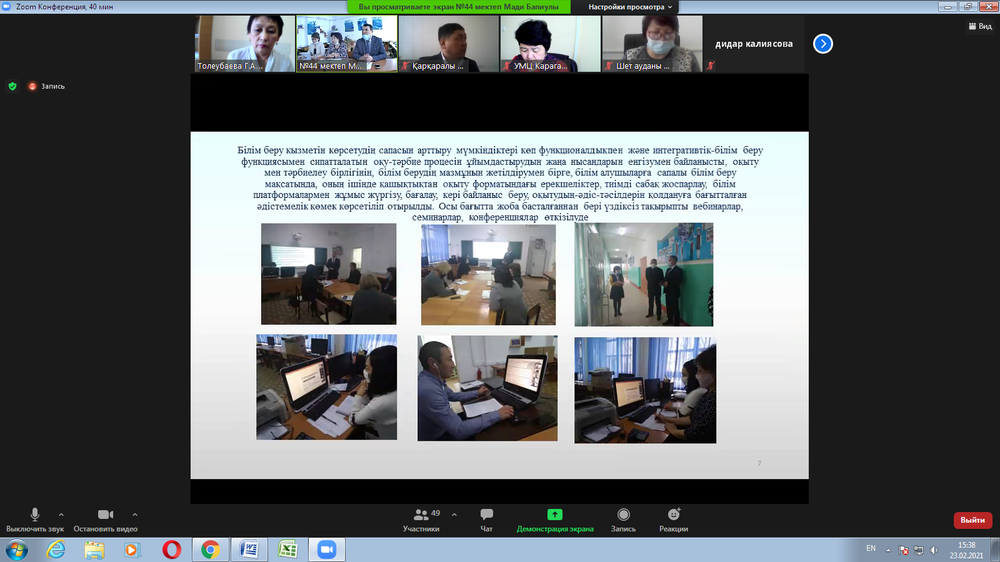 Zoom Конференция, 40 мин
Вы просматриваете экран №44 мектеп Мади Бапиулы
Настройки просмотра
Вид
Толеубаева Г.А....
№44 мектеп М...
Қарқаралы ...
УМЦ Карага...
Шет ауданы ...
дидар калиясова
Запись
Білім беру қызметін көрсетудің сапасын арттыру мүмкіндіктері көп функционалдықпен және интегративтік-білім беру
функциясымен сипатталатын оқу-тәрбие процесін ұйымдастырудың жаңа нысандарын енгізумен байланысты, оқыту
мен тәрбиелеу бірлігінің, білім берудің мазмұнын жетілдірумен бірге, білім алушыларға сапалы білім беру
мақсатында, оның ішінде қашықтықтан оқыту форматындағы ерекшеліктер, тиімді сабақ жоспарлау, білім
платформалармен жұмыс жүргізу, бағалау, кері байланыс беру, оқытудың-әдіс-тәсілдерін қолдануға бағытталған
әдістемелік көмек көрсетіліп отырылды. Осы бағытта жоба басталғаннан бері үздіксіз тақырыпты вебинарлар,
семинарлар, конференциялар өткізілуде
7
Выключить звук
Остановить видео
49
Участники
Чат
Демонстрация экрана
Запись
Реакции
Выйти
EN
15:38
23.02.2021